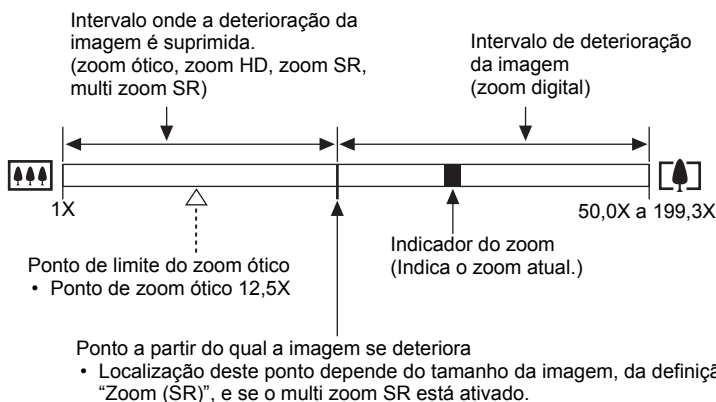 Intervalo onde a deterioração da
imagem é suprimida.
(zoom ótico, zoom HD, zoom SR,
multi zoom SR)
Intervalo de deterioração
da imagem
(zoom digital)
1X
50,0X a 199,3X
Ponto de limite do zoom ótico
• Ponto de zoom ótico 12,5X
Indicador do zoom
(Indica o zoom atual.)
Ponto a partir do qual a imagem se deteriora
• Localização deste ponto depende do tamanho da imagem, da
“Zoom (SR)”, e se o multi zoom SR está ativado.